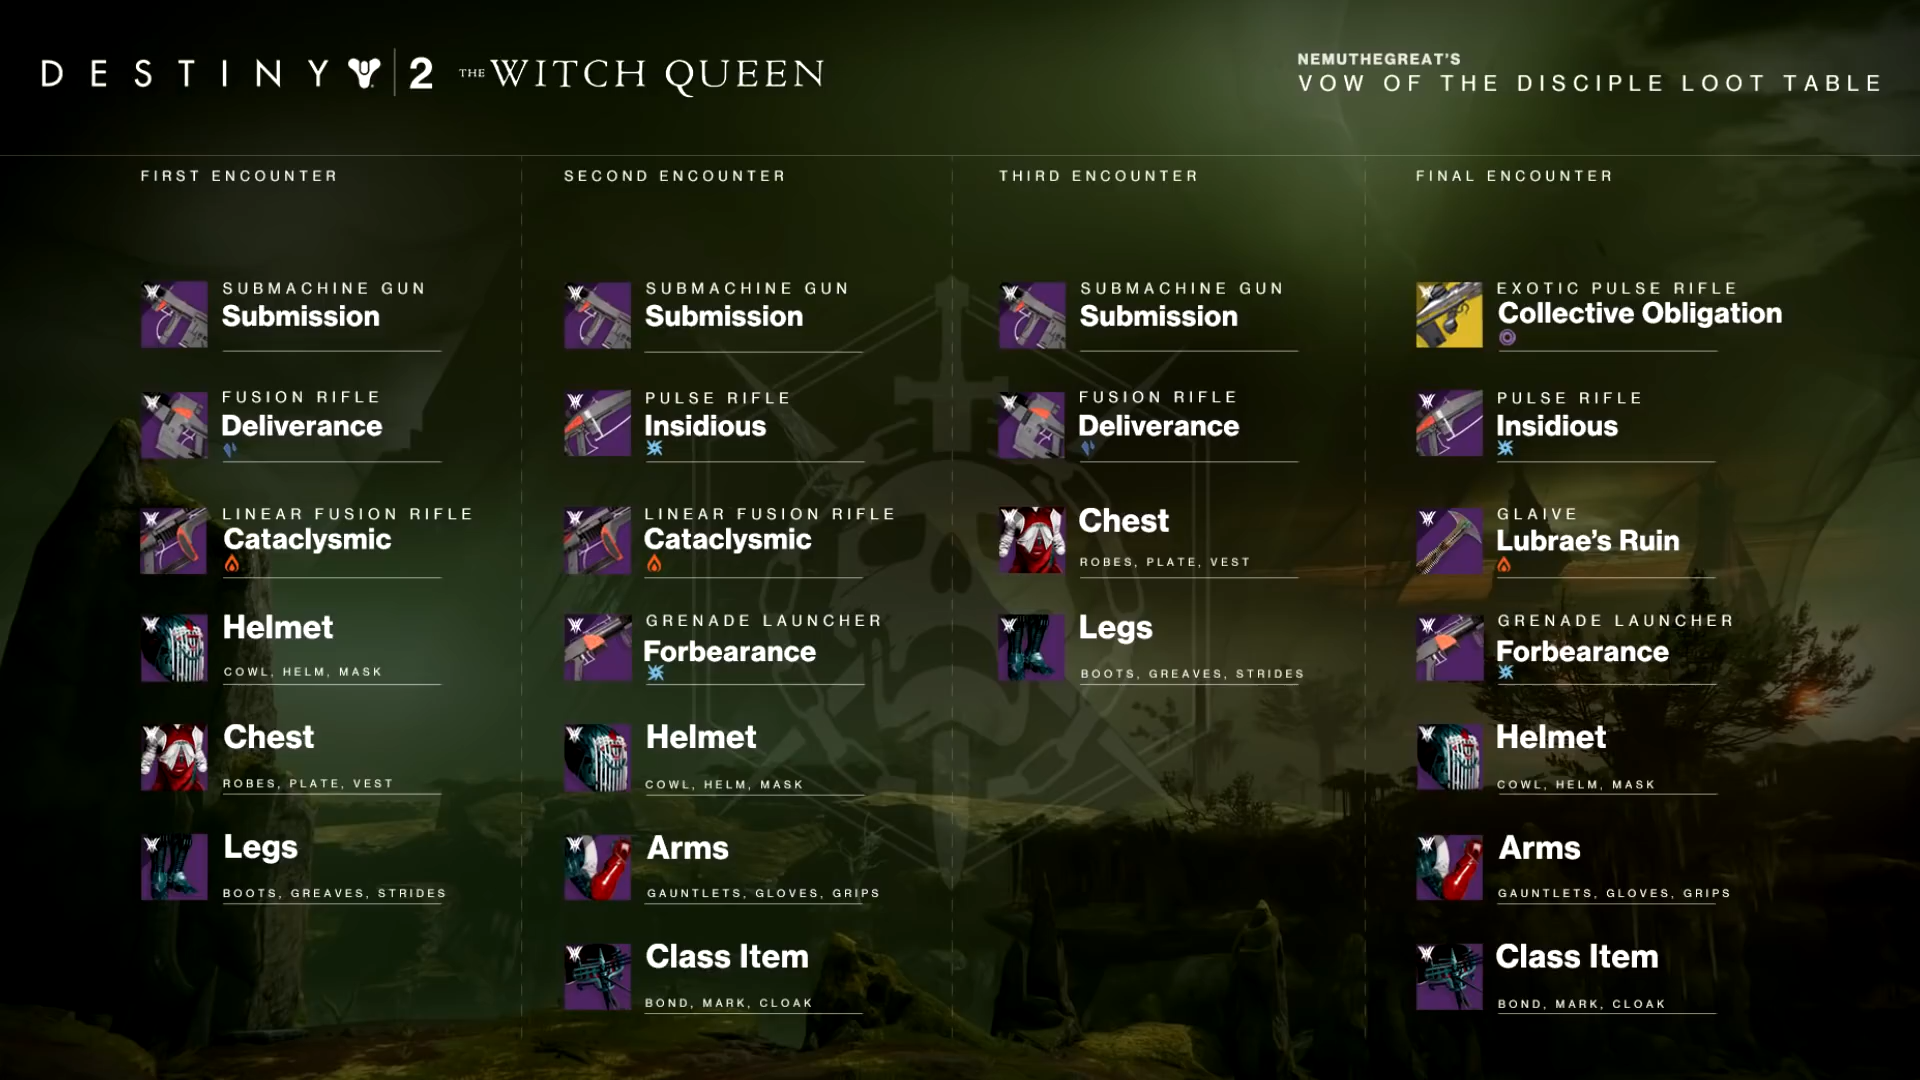 DESTINY 2 THE WITCH QUEEN
NEMUTHEGREAT'S
VOW OF THE DISCIPLE LOOT TABLE
FIRST ENCOUNTER
SUBMACHINE GUN
Submission
FUSION RIFLE
Deliverance
LINEAR FUSION RIFLE
Cataclysmic
Helmet
COWL, HELM, MASK
Chest
ROBES, PLATE, VEST
Legs
BOOTS, GREAVES, STRIDES
SECOND ENCOUNTER
SUBMACHINE GUN
Submission
PULSE RIFLE
Insidious
LINEAR FUSION RIFLE
Cataclysmic
GRENADE LAUNCHER
Forbearance
Helmet
COWL, HELM, MASK
Arms
GAUNTLETS, GLOVES, GRIPS
Class Item
BOND, MARK, CLOAK
THIRD ENCOUNTER
SUBMACHINE GUN
Submission
FUSION RIFLE
Deliverance
Chest
ROBES, PLATE, VEST
Legs
BOOTS, GREAVES, STRIDES
FINAL ENCOUNTER
EXOTIC PULSE RIFLE
Collective Obligation
PULSE RIFLE
Insidious
GLAIVE
Lubrae's Ruin
GRENADE LAUNCHER
Forbearance
Helmet
COWL, HELM, MASK
Arms
GAUNTLETS, GLOVES, GRIPS
Class Item
BOND, MARK, CLOAK